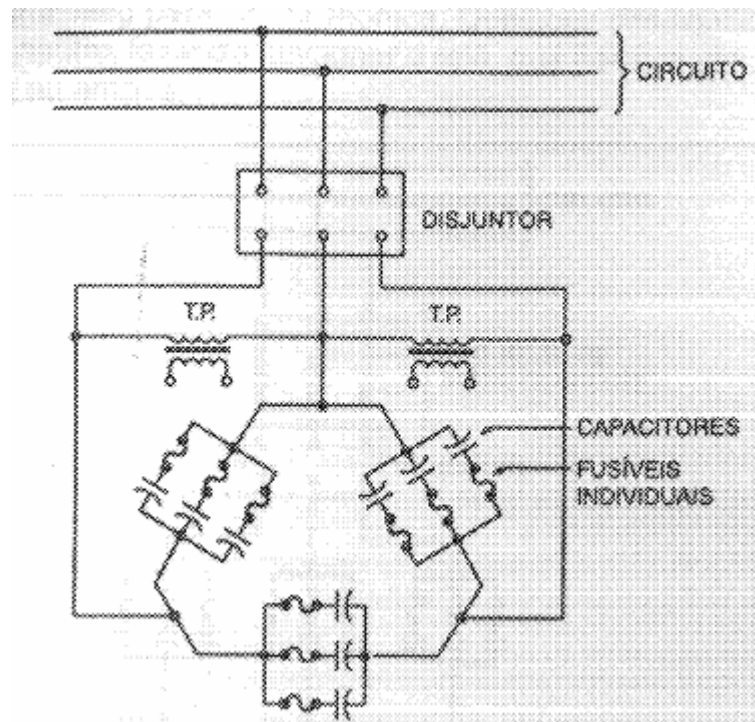 CIRCUITO
DISJUNTOR
T.P.
T.P.
CAPACITORES
FUSÍVEIS
INDIVIDUAIS